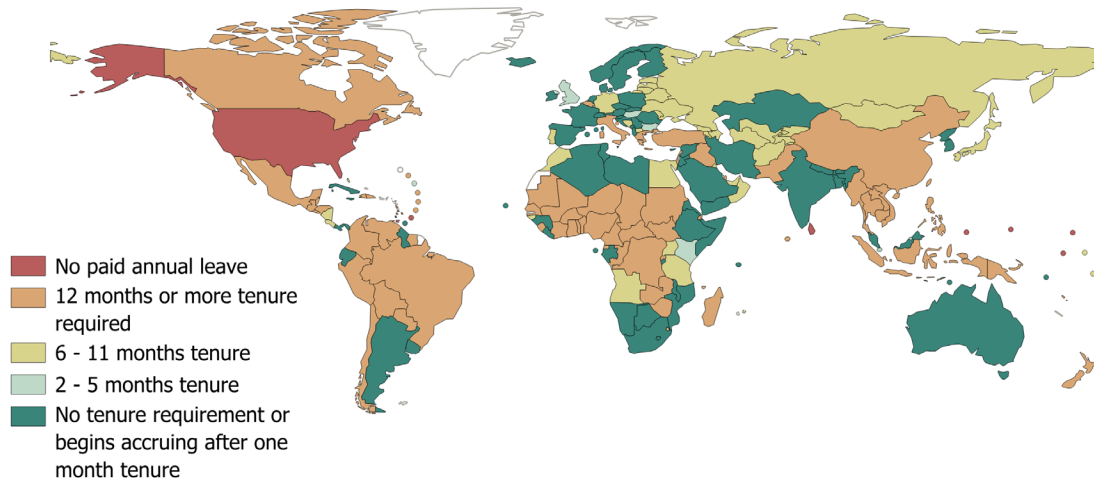 No paid annual leave
12 months or more tenure
required
6 - 11 months tenure
2 - 5 months tenure
No tenure requirement or
begins accruing after one
month tenure